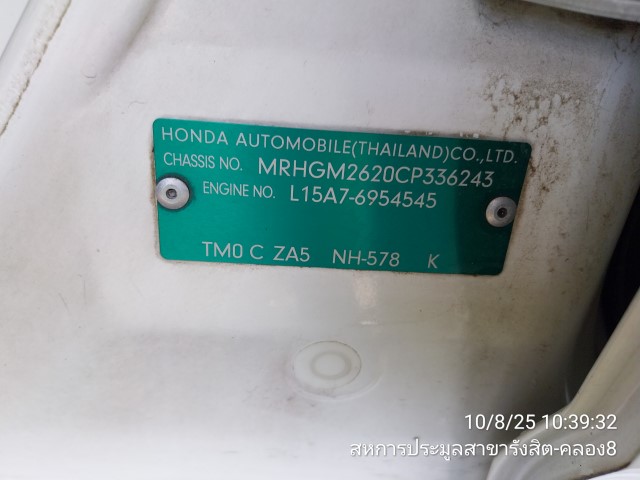 HONDA AUTOMOBILE(THAILAND)CO.,LTD.
CHASSIS NO. MRHGM2620CP336243
ENGINE NO. L15A7-6954545
TM0 C ZA5 NH-578 K
10/8/25 10:39:32
สหการประมูลสาขารังสิต-คลอง8